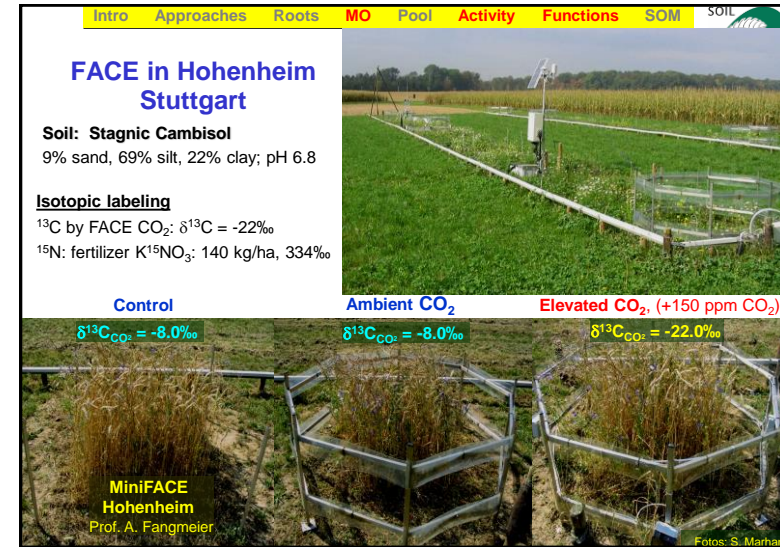 Intro Approaches Roots MO Pool Activity Functions SOM
SOIL
FACE in Hohenheim
Stuttgart
Soil: Stagnic Cambisol
9% sand, 69% silt, 22% clay; pH 6.8
Isotopic labeling
¹³C by FACE CO₂: δ¹³C = -22‰
¹⁵N: fertilizer K¹⁵NO₃: 140 kg/ha, 334‰
Control
Ambient CO₂
Elevated CO₂, (+150 ppm CO₂)
δ¹³C_CO₂ = -8.0‰
δ¹³C_CO₂ = -8.0‰
δ¹³C_CO₂ = -22.0‰
MiniFACE
Hohenheim
Prof. A. Fangmeier
Fotos: S. Marhan